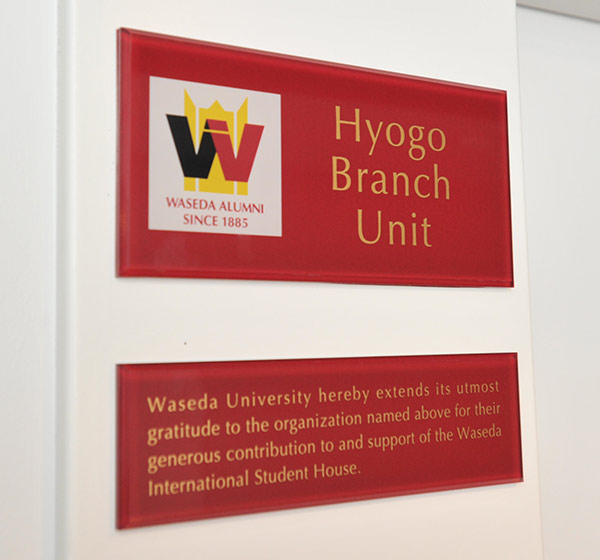 WASEDA ALUMNI
SINCE 1885
Hyogo
Branch
Unit
Waseda University hereby extends its utmost
gratitude to the organization named above for their
generous contribution to and support of the Waseda
International Student House.